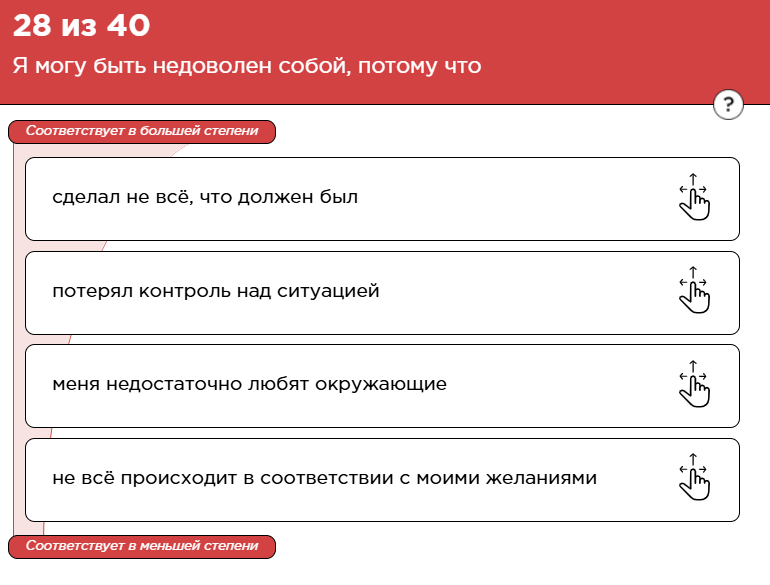 28 из 40
Я могу быть недоволен собой, потому что
?
Соответствует в большей степени
сделал не всё, что должен был
потерял контроль над ситуацией
меня недостаточно любят окружающие
не всё происходит в соответствии с моими желаниями
Соответствует в меньшей степени